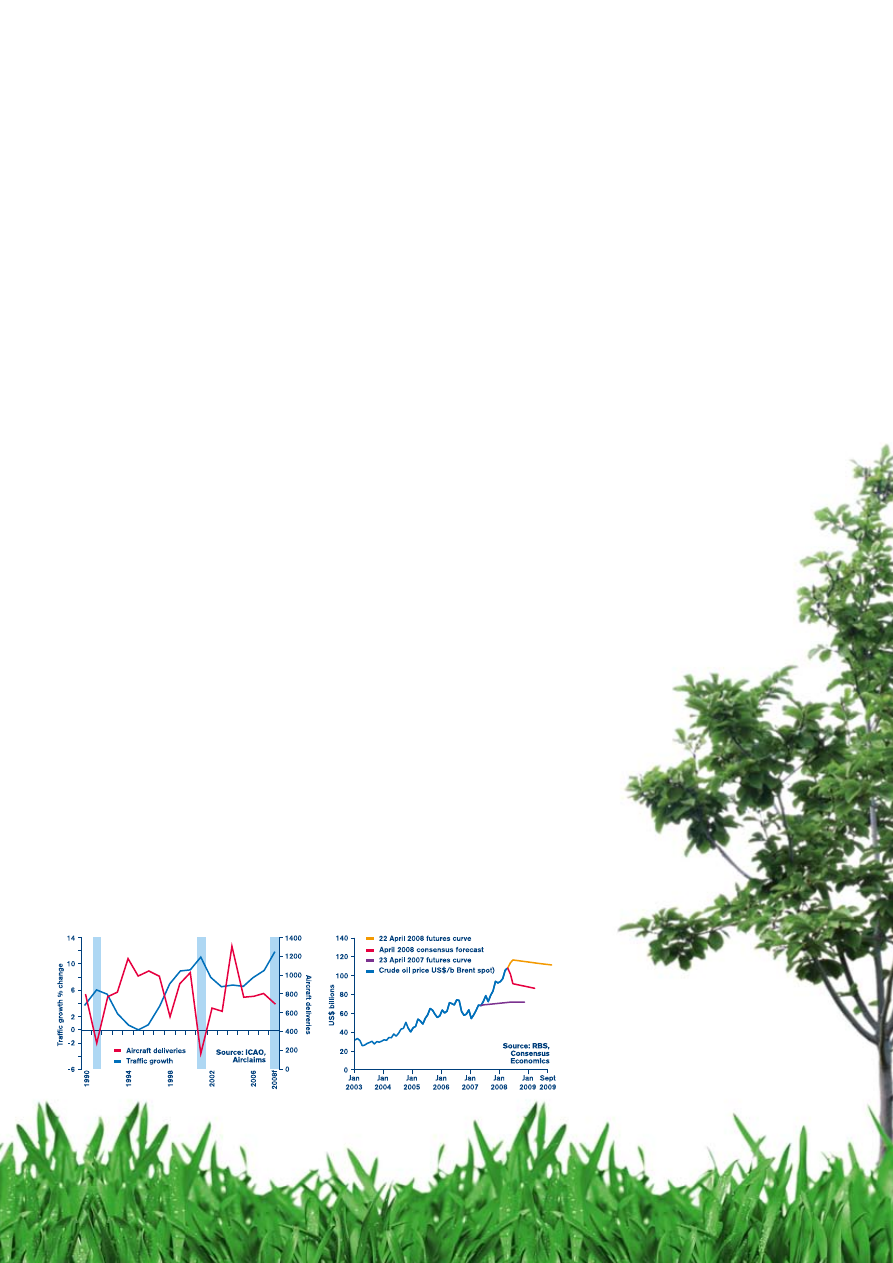 14
10
8
6
4
2
0
-2
-4
-6
Traffic growth % change
1400
1200
1000
800
600
400
200
0
Aircraft deliveries
Aircraft deliveries
Traffic growth
Source: ICAO,
Airclaims
1990
1994
1998
2002
2006
2008f
140
120
100
80
60
40
20
0
US$ billions
22 April 2008 futures curve
April 2008 consensus forecast
23 April 2007 futures curve
Crude oil price US$/b Brent spot)
Source: RBS,
Consensus
Economics
Jan Jan Jan Jan Jan Jan Jan Sept
2003 2004 2005 2006 2007 2008 2009 2009